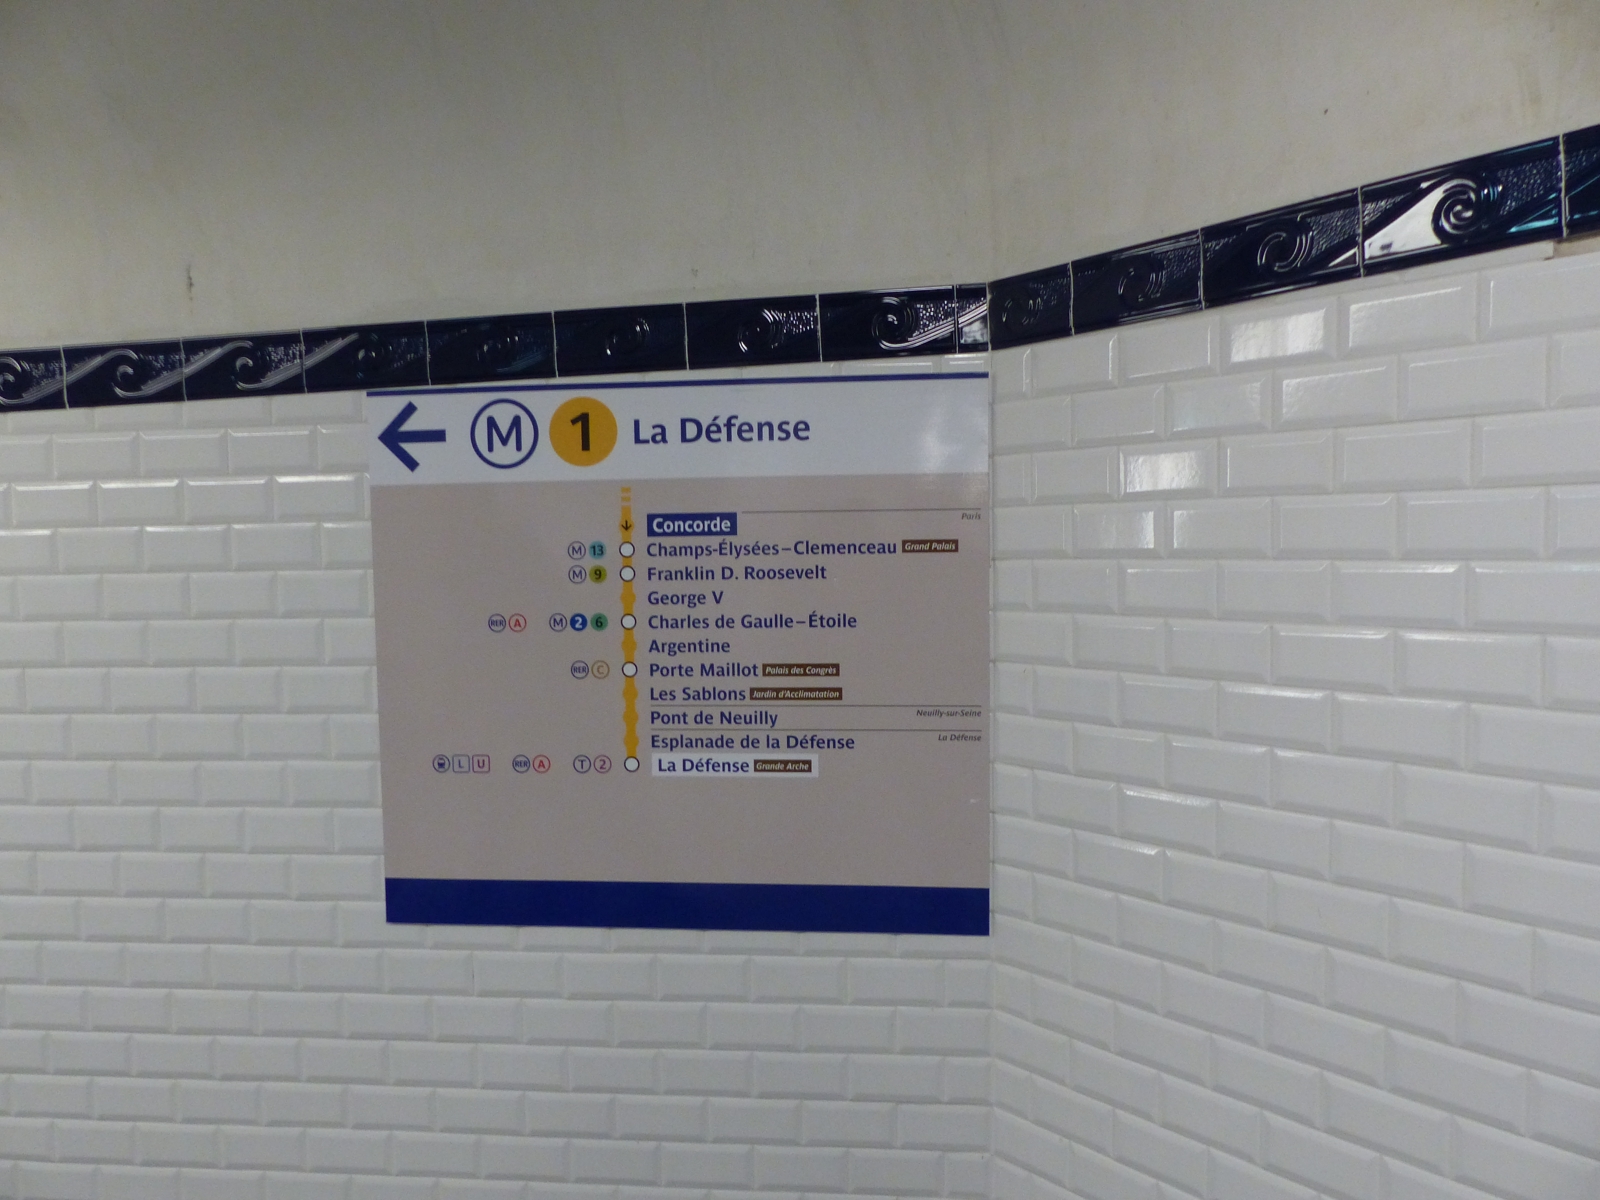 M 1 La Défense
Paris
Concorde
M 13 Champs-Élysées–Clemenceau Grand Palais
M 9 Franklin D. Roosevelt
George V
RER A M 2 6 Charles de Gaulle–Étoile
Argentine
RER C Porte Maillot Palais des Congrès
Les Sablons Jardin d'Acclimatation
Pont de Neuilly Neuilly-sur-Seine
Esplanade de la Défense La Défense
L U RER A T 2 La Défense Grande Arche